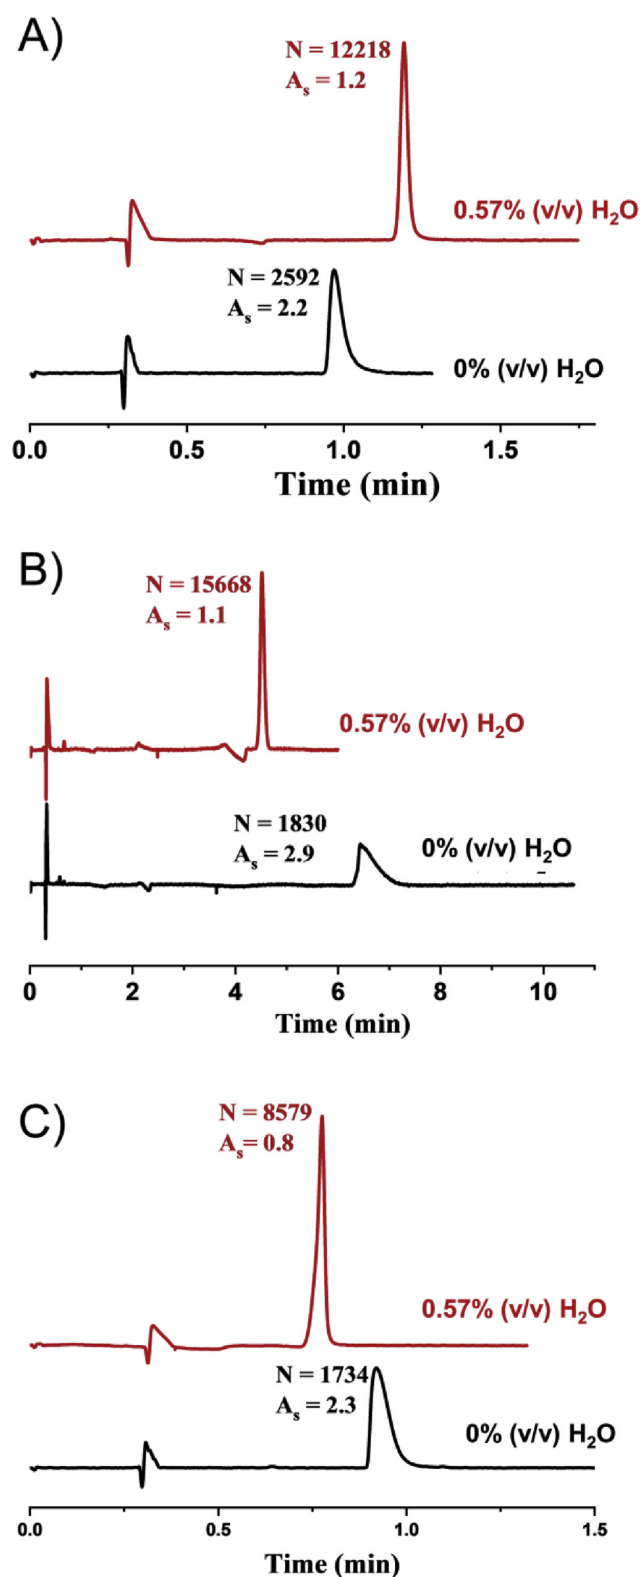 A)
N = 12218
Aₛ = 1.2
0.57% (v/v) H₂O
N = 2592
Aₛ = 2.2
0% (v/v) H₂O
0.0 0.5 1.0 1.5
Time (min)
B)
N = 15668
Aₛ = 1.1
0.57% (v/v) H₂O
N = 1830
Aₛ = 2.9
0% (v/v) H₂O
0 2 4 6 8 10
Time (min)
C)
N = 8579
Aₛ= 0.8
0.57% (v/v) H₂O
N = 1734
Aₛ = 2.3
0% (v/v) H₂O
0.0 0.5 1.0 1.5
Time (min)